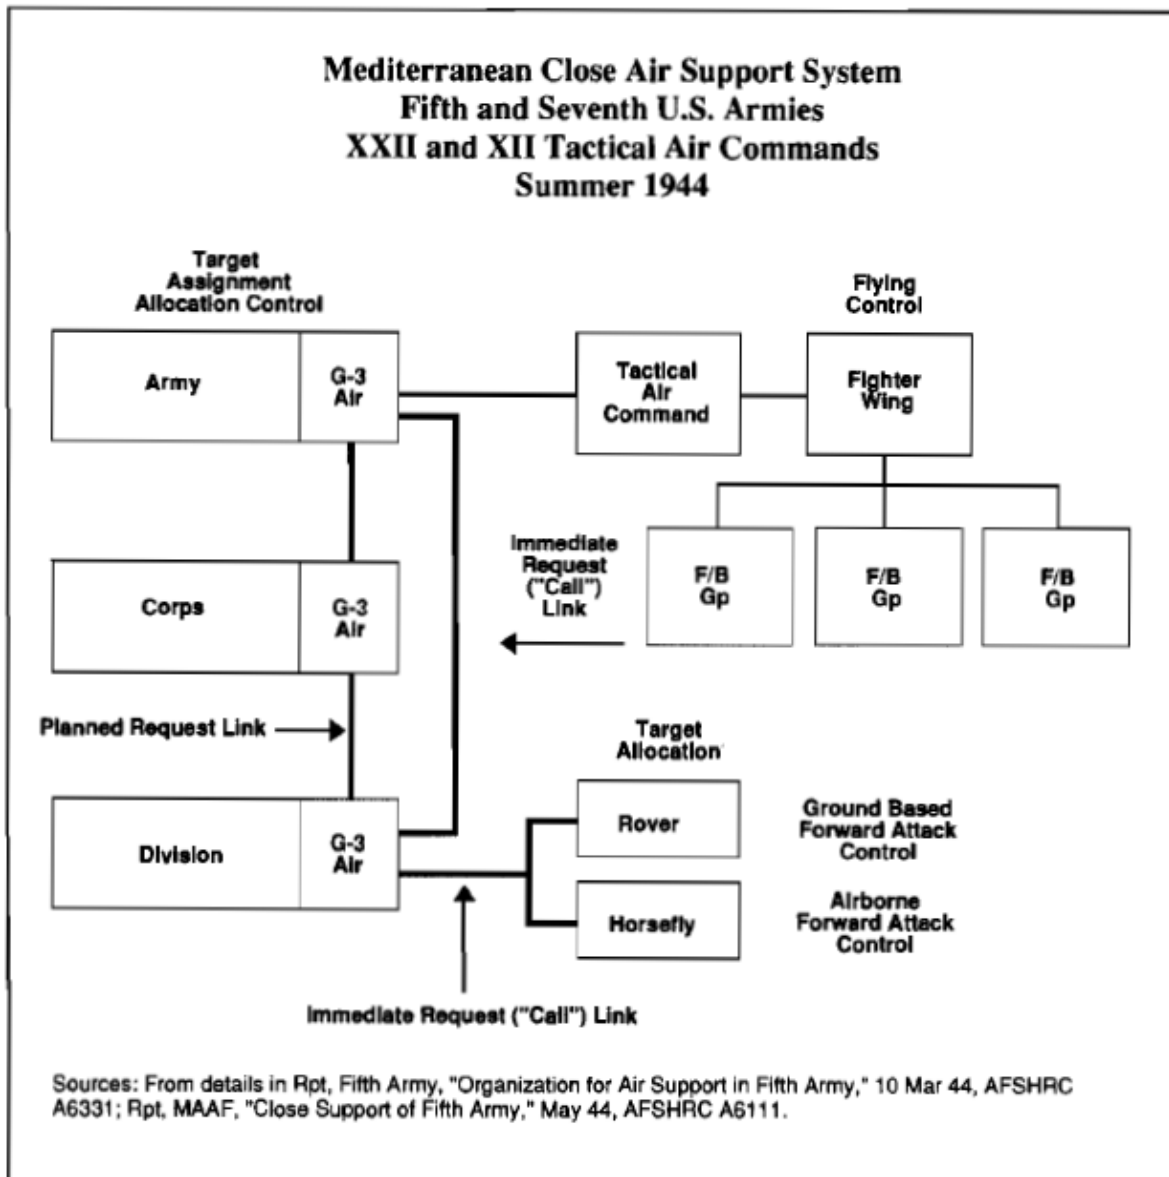 Mediterranean Close Air Support System
Fifth and Seventh U.S. Armies
XXII and XII Tactical Air Commands
Summer 1944
Target
Assignment
Allocation Control
Flying
Control
Army
G-3
Air
Tactical
Air
Command
Fighter
Wing
Immediate
Request
("Call")
Link
F/B
Gp
F/B
Gp
F/B
Gp
Corps
G-3
Air
Planned Request Link
Target
Allocation
Division
G-3
Air
Rover
Ground Based
Forward Attack
Control
Horsefly
Airborne
Forward Attack
Control
Immediate Request ("Call") Link
Sources: From details in Rpt, Fifth Army, "Organization for Air Support in Fifth Army," 10 Mar 44, AFSHRC
A6331; Rpt, MAAF, "Close Support of Fifth Army," May 44, AFSHRC A6111.